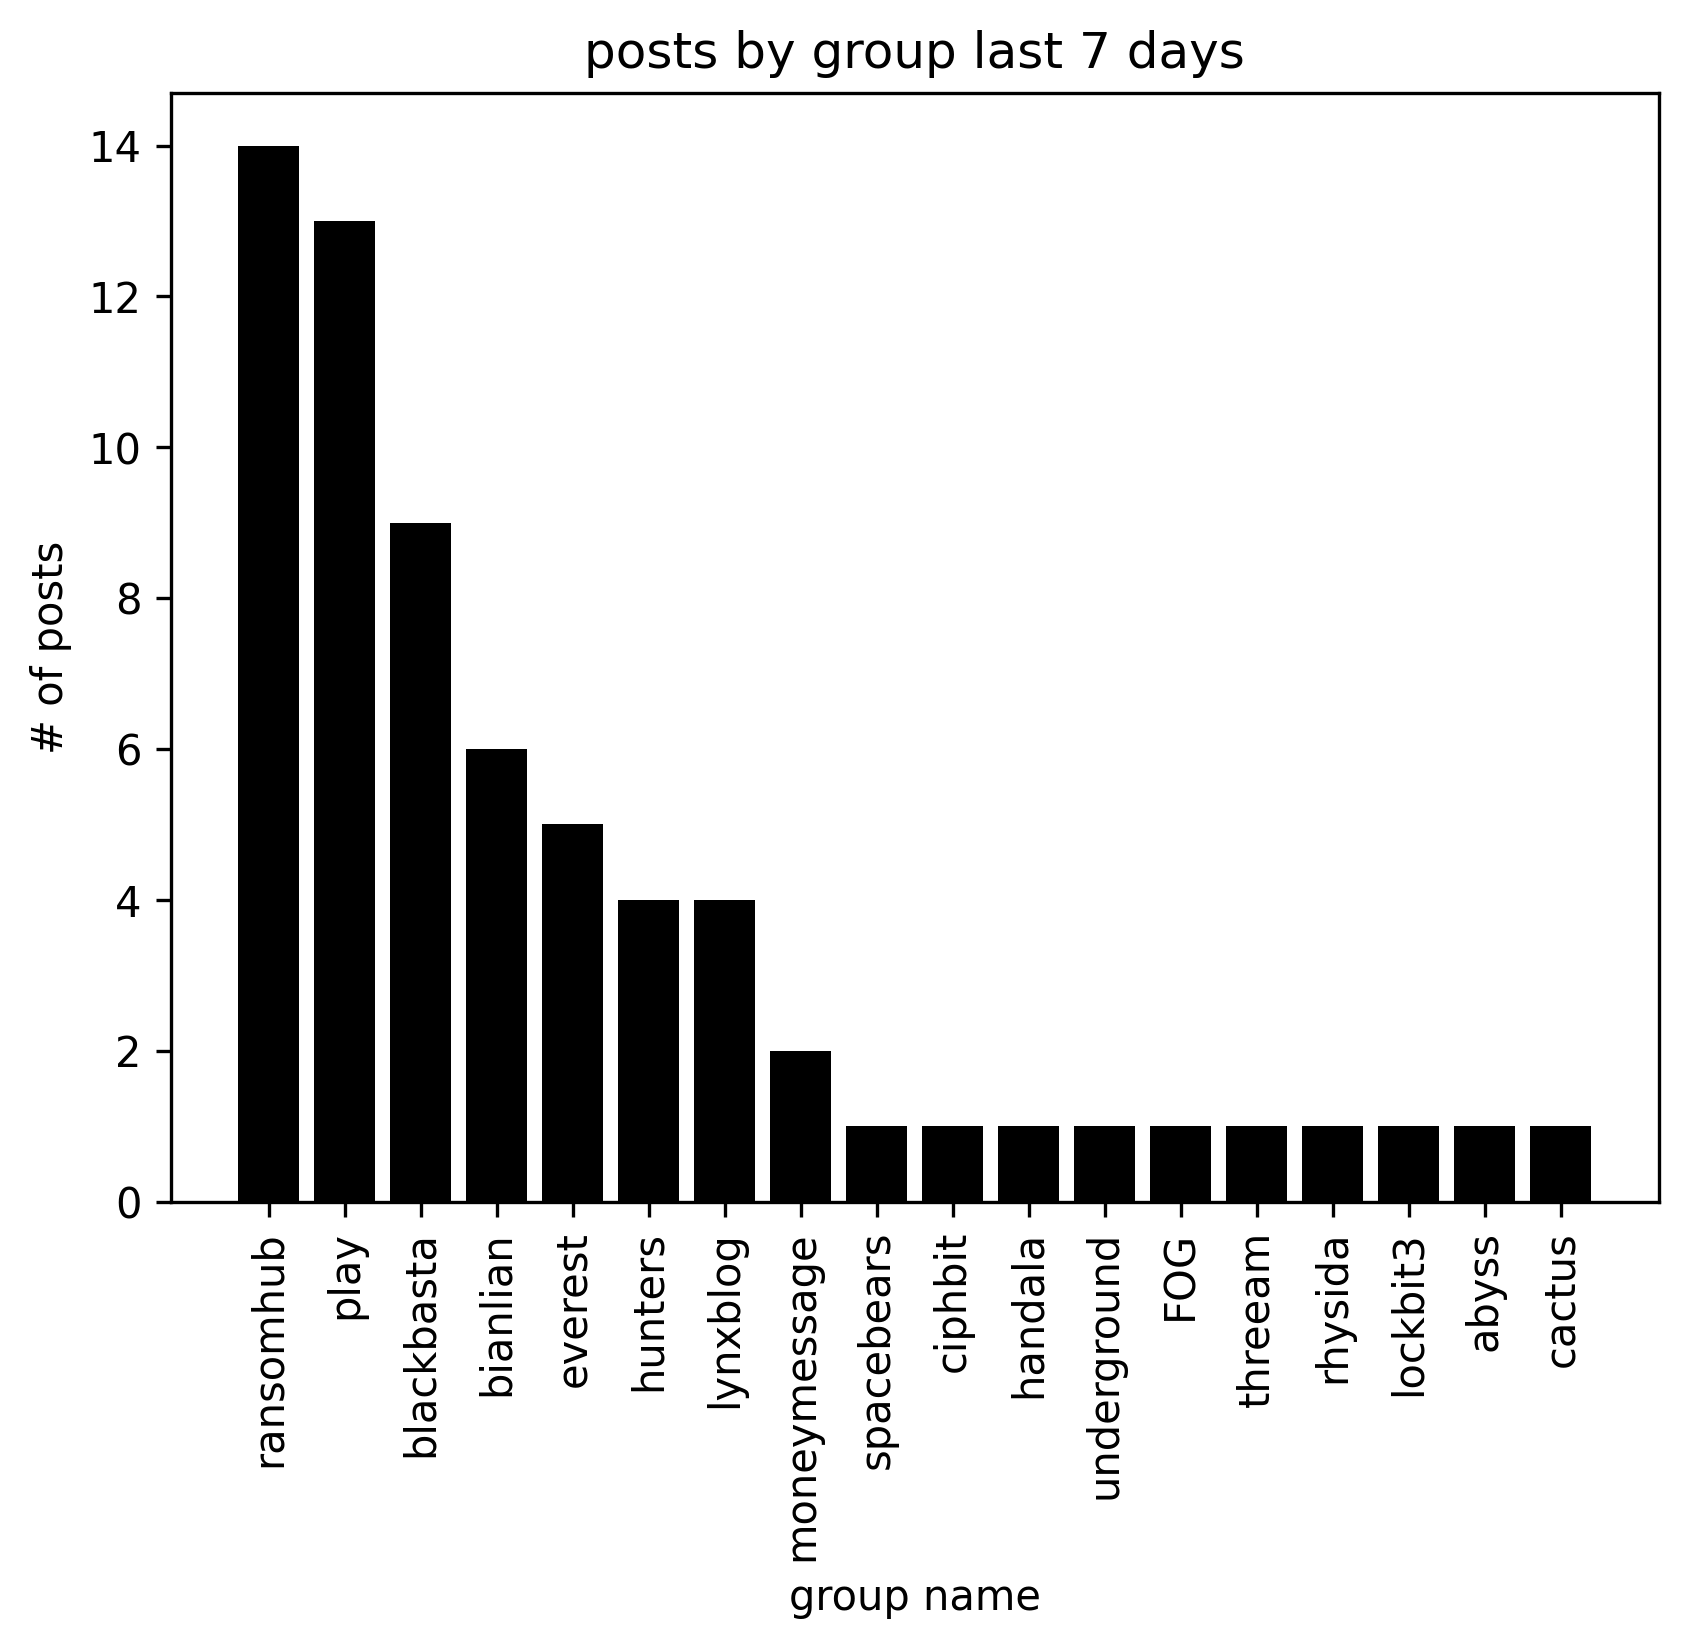 posts by group last 7 days
14
12
10
8
6
4
2
0
# of posts
ransomhub
play
blackbasta
bianlian
everest
hunters
lynxblog
moneymessage
spacebears
ciphbit
handala
underground
FOG
threeam
rhysida
lockbit3
abyss
cactus
group name